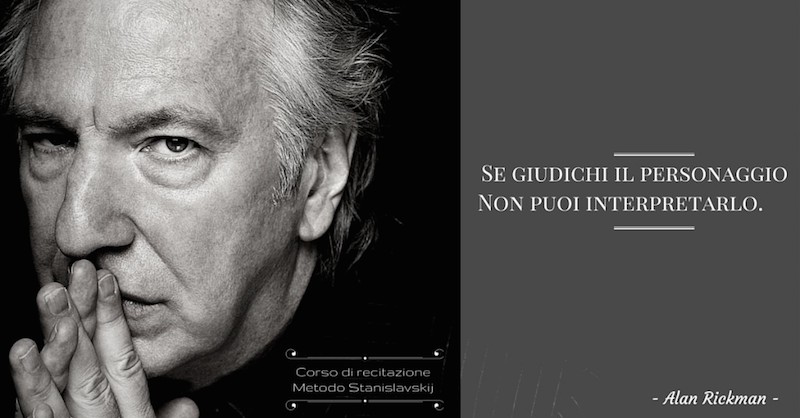 Se giudichi il personaggio
Non puoi interpretarlo.
Corso di recitazione
Metodo Stanislavskij
- Alan Rickman -